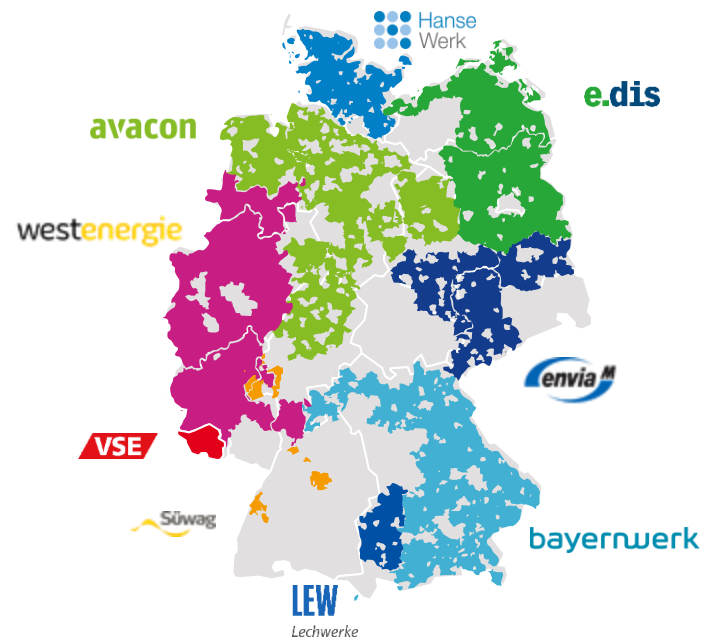 Hanse
Werk
e.dis
avacon
westenergie
envia M
VSE
Süwag
bayernwerk
LEW
Lechwerke